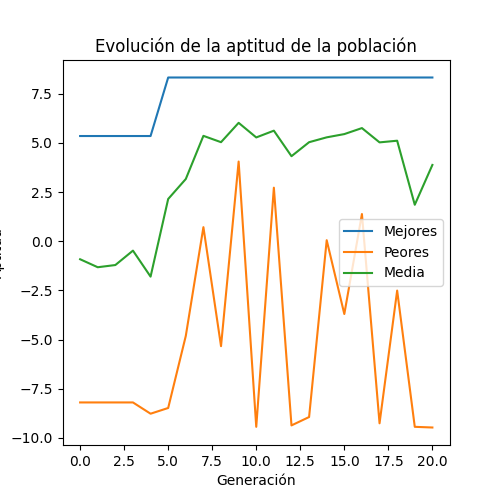 Evolución de la aptitud de la población
7.5
5.0
2.5
0.0
−2.5
−5.0
−7.5
−10.0
Mejores
Peores
Media
0.0 2.5 5.0 7.5 10.0 12.5 15.0 17.5 20.0
Generación